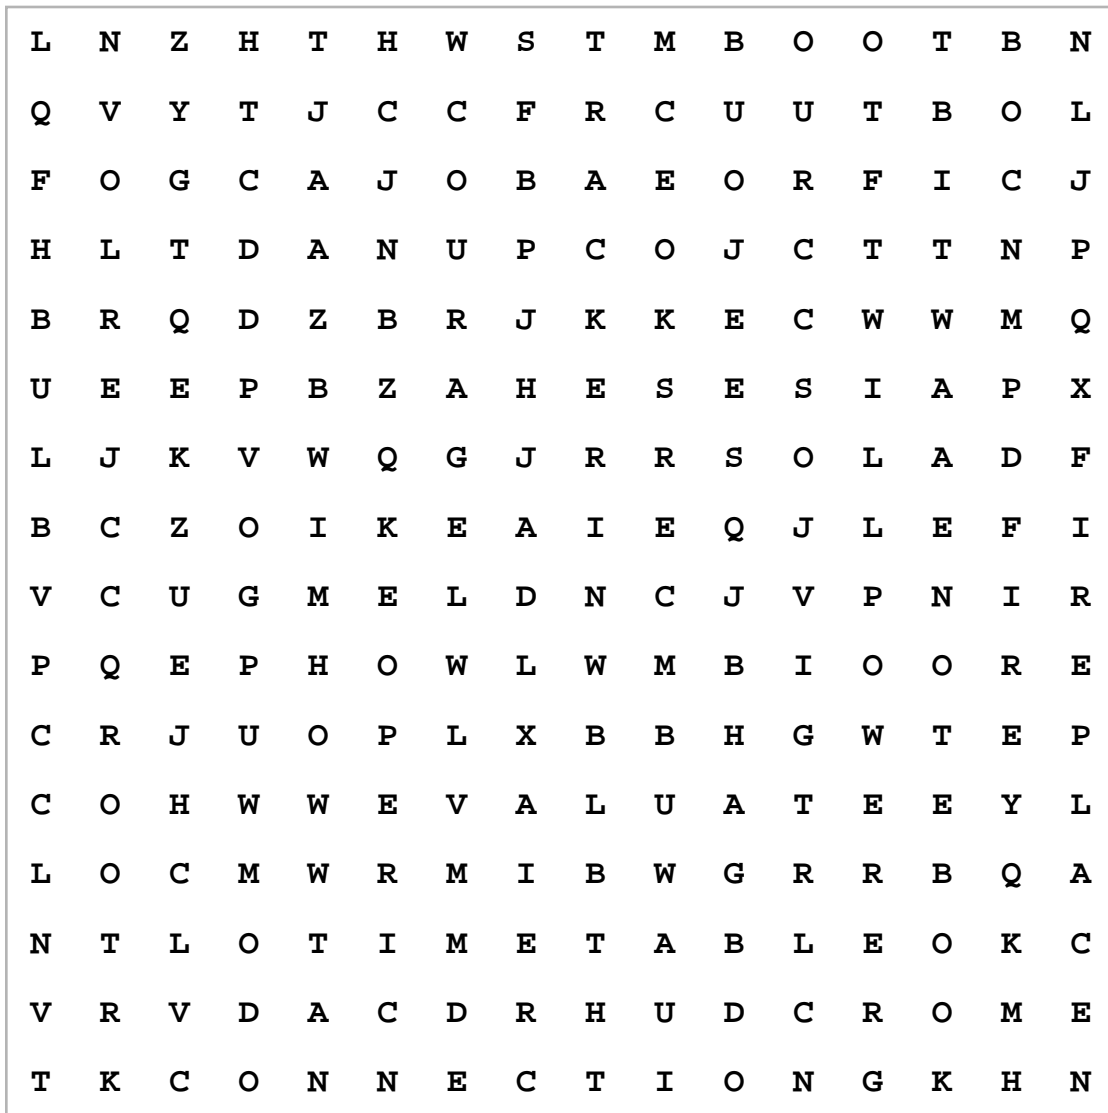 L N Z H T H W S T M B O O T B N
Q V Y T J C C F R C U U T B O L
F O G C A J O B A E O R F I C J
H L T D A N U P C O J C T T N P
B R Q D Z B R J K K E C W W M Q
U E E P B Z A H E S E S I A P X
L J K V W Q G J R R S O L A D F
B C Z O I K E A I E Q J L E F I
V C U G M E L D N C J V P N I R
P Q E P H O W L W M B I O O R E
C R J U O P L X B B H G W T E P
C O H W W E V A L U A T E E Y L
L O C M W R M I B W G R R B Q A
N T L O T I M E T A B L E O K C
V R V D A C D R H U D C R O M E
T K C O N N E C T I O N G K H N